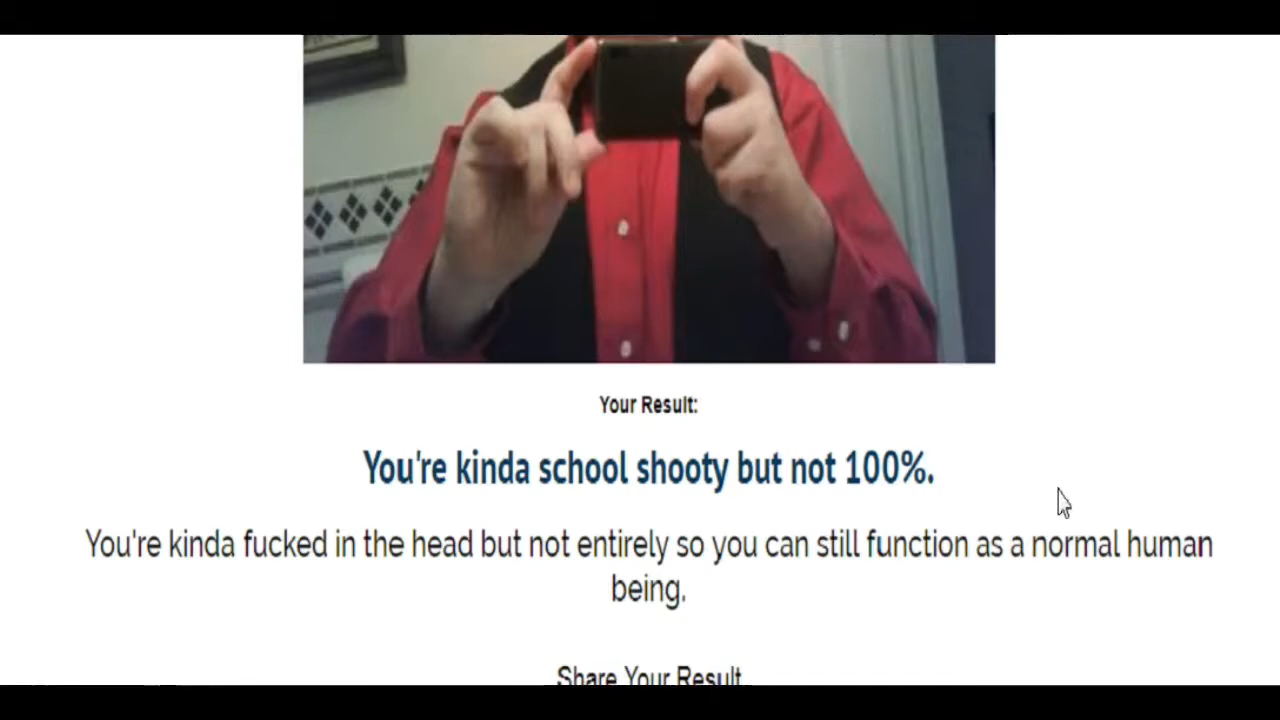 Your Result:
You're kinda school shooty but not 100%.
You're kinda fucked in the head but not entirely so you can still function as a normal human
being.
Share Your Result